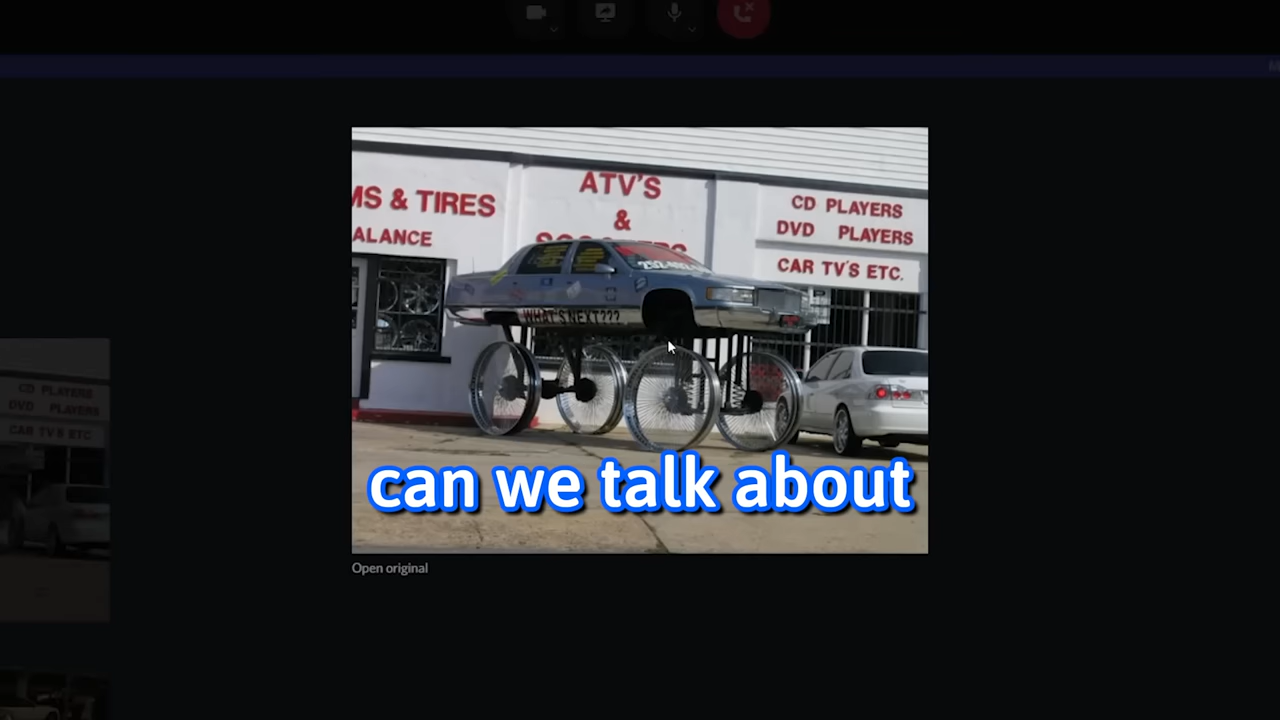 MS & TIRES
ALANCE
ATV'S
&
CD PLAYERS
DVD PLAYERS
CAR TV'S ETC.
WHAT'S NEXT???
can we talk about
Open original
CD PLAYERS
DVD PLAYERS
CAR TV'S ETC